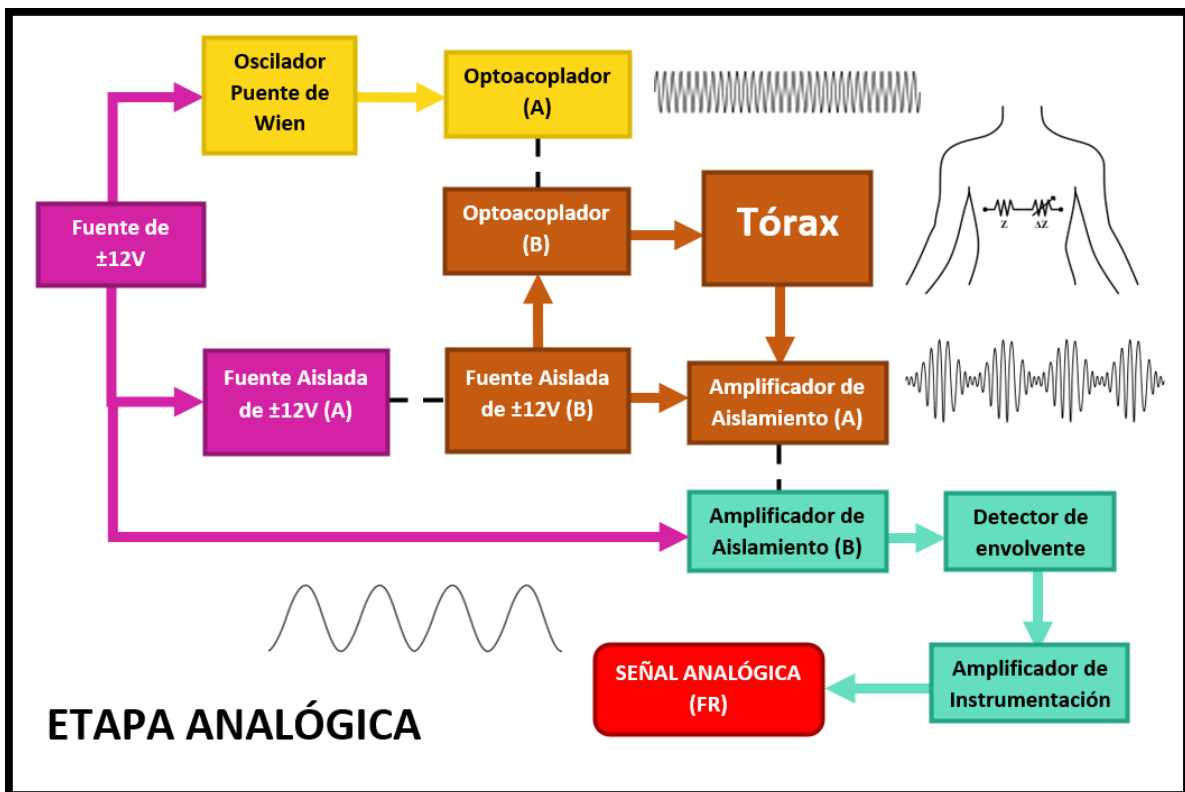 Oscilador
Puente de
Wien
Optoacoplador
(A)
Fuente de
±12V
Optoacoplador
(B)
Tórax
Z ΔZ
Fuente Aislada
de ±12V (A)
Fuente Aislada
de ±12V (B)
Amplificador de
Aislamiento (A)
Amplificador de
Aislamiento (B)
Detector de
envolvente
Amplificador de
Instrumentación
SEÑAL ANALÓGICA
(FR)
ETAPA ANALÓGICA